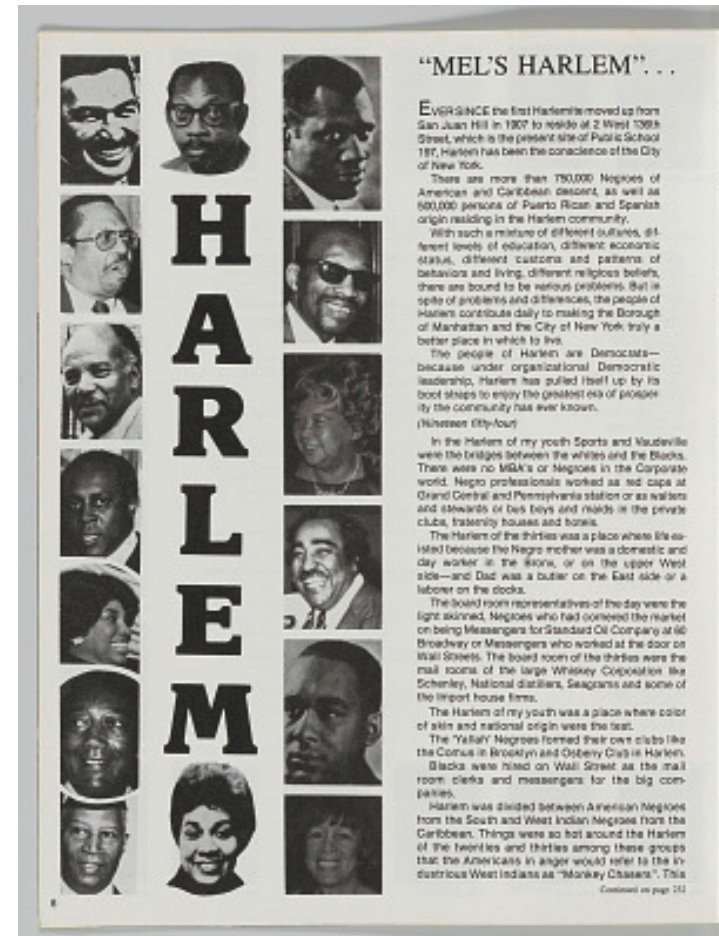 HARLEM
"MEL'S HARLEM"...
EVER SINCE the first Harlemite moved up from
San Juan Hill in 1907 to reside at 2 West 136th
Street, which is the present site of Public School
197, Harlem has been the conscience of the City
of New York.
There are more than 750,000 Negroes of
American and Caribbean descent, as well as
500,000 persons of Puerto Rican and Spanish
origin residing in the Harlem community.
With such a mixture of different cultures, dif-
ferent levels of education, different economic
status, different customs and patterns of
behaviors and living, different religious beliefs,
there are bound to be various problems. But in
spite of problems and differences, the people of
Harlem contribute daily to making the Borough
of Manhattan and the City of New York truly a
better place in which to live.
The people of Harlem are Democrats—
because under organizational Democratic
leadership, Harlem has pulled itself up by its
boot straps to enjoy the greatest era of prosper-
ity the community has ever known.
(Nineteen fifty-four)
In the Harlem of my youth Sports and Vaudeville
were the bridges between the whites and the Blacks.
There were no MBA's or Negroes in the Corporate
world. Negro professionals worked as red caps at
Grand Central and Pennsylvania station or as waiters
and stewards or bus boys and maids in the private
clubs, fraternity houses and hotels.
The Harlem of the thirties was a place where life ex-
isted because the Negro mother was a domestic and
day worker in the Bronx, or on the upper West
side—and Dad was a butler on the East side or a
laborer on the docks.
The board room representatives of the day were the
light skinned, Negroes who had cornered the market
on being Messengers for Standard Oil Company at 60
Broadway or Messengers who worked at the door on
Wall Streets. The board room of the thirties were the
mail rooms of the large Whiskey Corporation like
Schenley, National distillers, Seagrams and some of
the import house firms.
The Harlem of my youth was a place where color
of skin and national origin were the test.
The 'Yallah' Negroes formed their own clubs like
the Comus in Brooklyn and Osbeny Club in Harlem.
Blacks were hired on Wall Street as the mail
room clerks and messengers for the big com-
panies.
Harlem was divided between American Negroes
from the South and West Indian Negroes from the
Caribbean. Things were so hot around the Harlem
of the twenties and thirties among these groups
that the Americans in anger would refer to the in-
dustrious West Indians as "Monkey Chasers". This
Continued on page 232
8